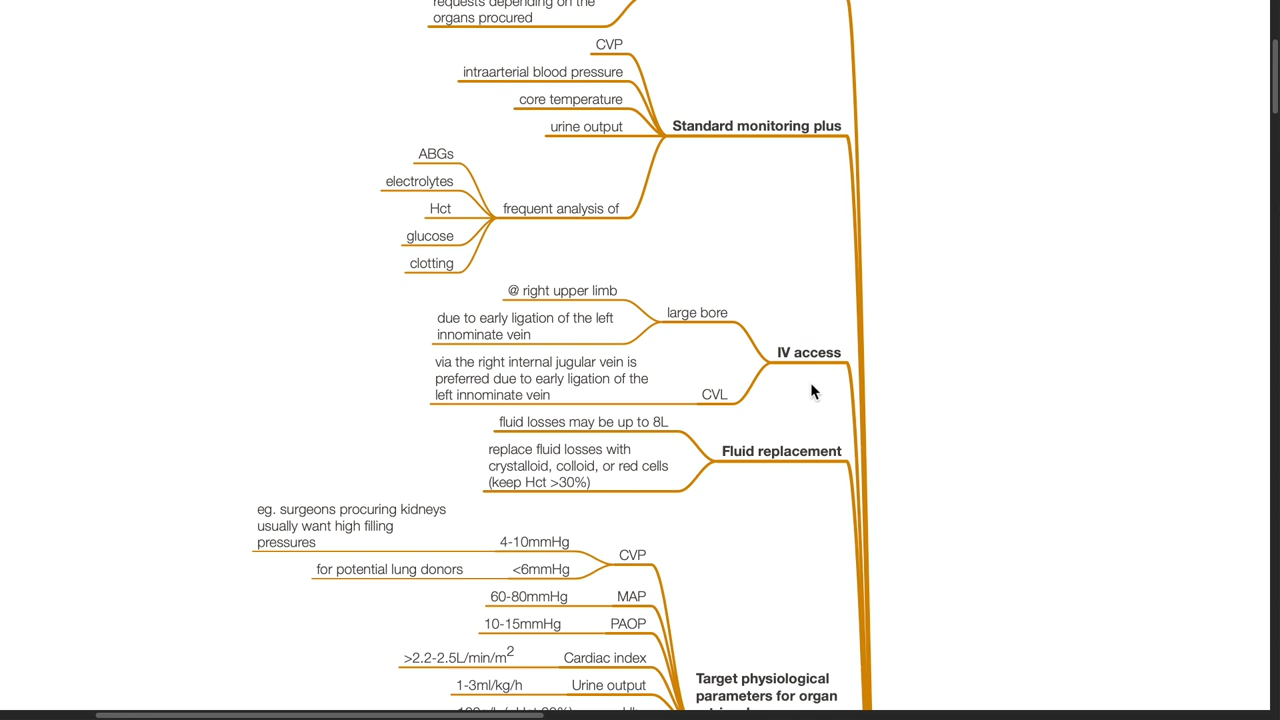 requests depending on the
organs procured
CVP
intraarterial blood pressure
core temperature
urine output
Standard monitoring plus
ABGs
electrolytes
Hct
glucose
clotting
frequent analysis of
@ right upper limb
due to early ligation of the left
innominate vein
large bore
IV access
via the right internal jugular vein is
preferred due to early ligation of the
left innominate vein
CVL
fluid losses may be up to 8L
replace fluid losses with
crystalloid, colloid, or red cells
(keep Hct >30%)
Fluid replacement
eg. surgeons procuring kidneys
usually want high filling
pressures
4-10mmHg
CVP
for potential lung donors
<6mmHg
60-80mmHg
MAP
10-15mmHg
PAOP
>2.2-2.5L/min/m²
Cardiac index
1-3ml/kg/h
Urine output
Target physiological
parameters for organ